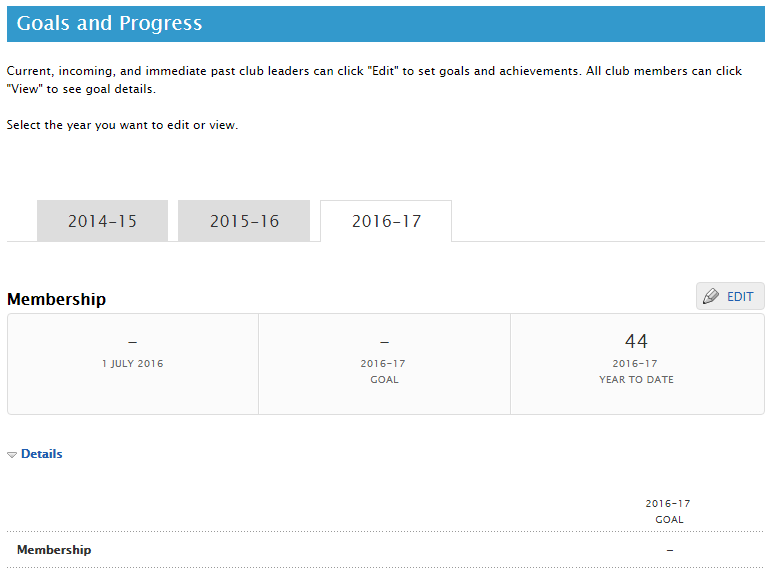 Goals and Progress
Current, incoming, and immediate past club leaders can click "Edit" to set goals and achievements. All club members can click
"View" to see goal details.
Select the year you want to edit or view.
2014-15 2015-16 2016-17
Membership
EDIT
– – 44
1 JULY 2016 2016-17 2016-17
GOAL YEAR TO DATE
Details
2016-17
GOAL
Membership –